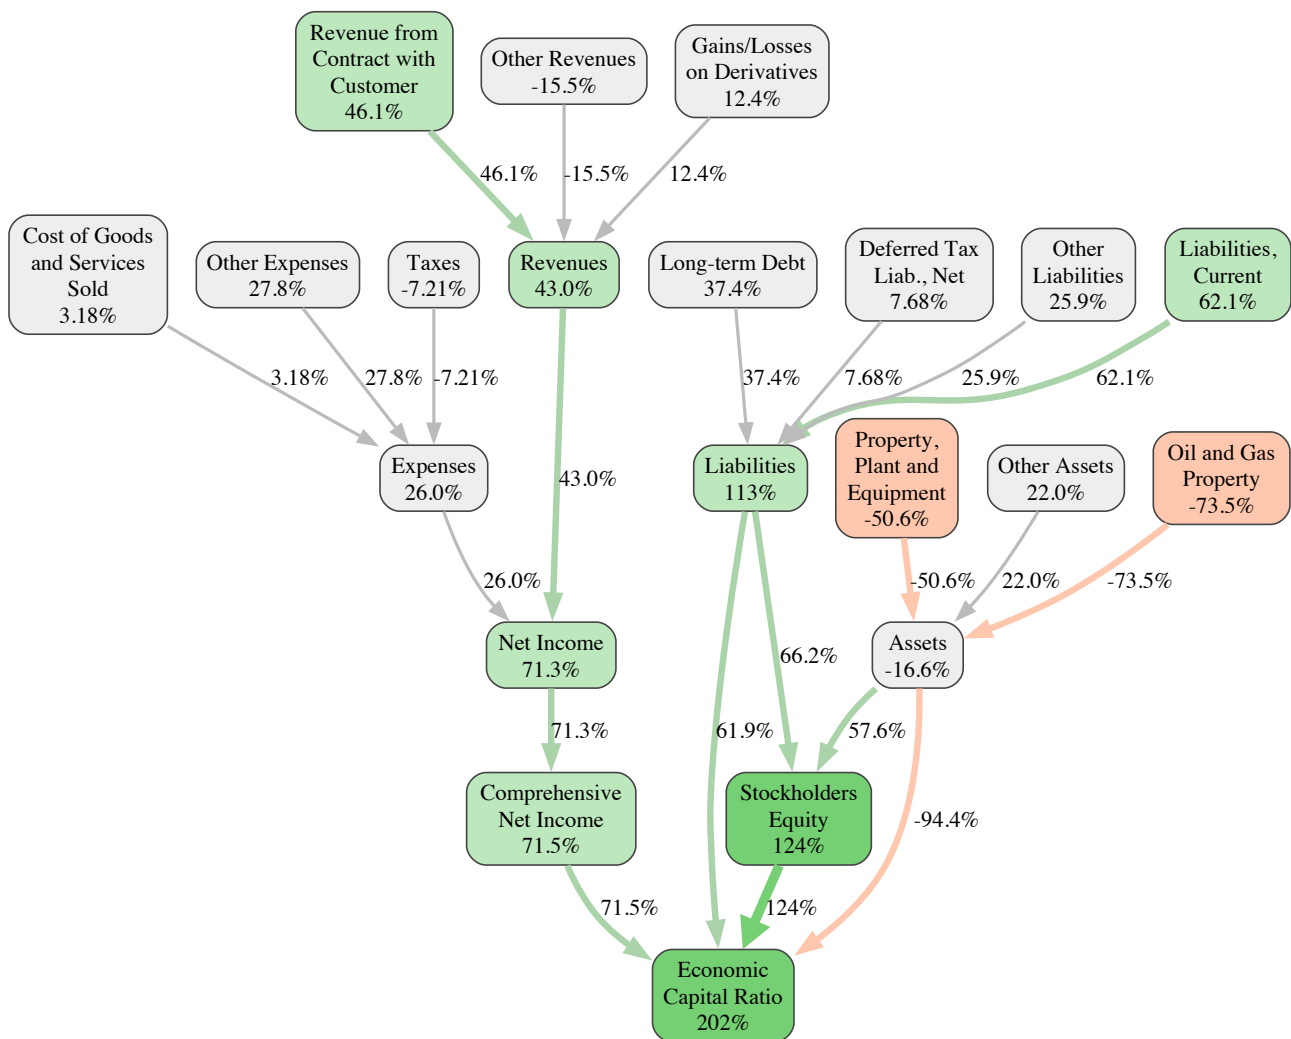 Revenue from
Contract with
Customer
46.1%
Other Revenues
-15.5%
Gains/Losses
on Derivatives
12.4%
46.1%
-15.5%
12.4%
Cost of Goods
and Services
Sold
3.18%
Other Expenses
27.8%
Taxes
-7.21%
Revenues
43.0%
Long-term Debt
37.4%
Deferred Tax
Liab., Net
7.68%
Other
Liabilities
25.9%
Liabilities,
Current
62.1%
3.18%
27.8%
-7.21%
37.4%
7.68%
25.9%
62.1%
Expenses
26.0%
43.0%
Liabilities
113%
Property,
Plant and
Equipment
-50.6%
Other Assets
22.0%
Oil and Gas
Property
-73.5%
26.0%
-50.6%
22.0%
-73.5%
Net Income
71.3%
66.2%
Assets
-16.6%
71.3%
61.9%
57.6%
Comprehensive
Net Income
71.5%
Stockholders
Equity
124%
-94.4%
71.5%
124%
Economic
Capital Ratio
202%